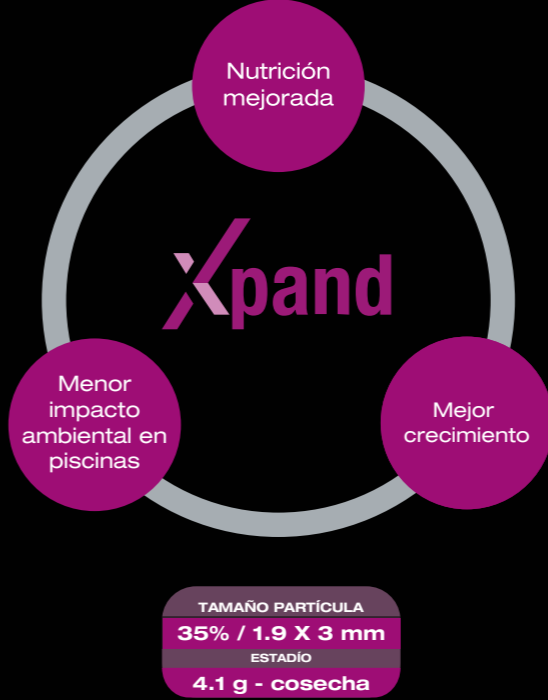 Nutrición
mejorada
Xpand
Menor
impacto
ambiental en
piscinas
Mejor
crecimiento
TAMAÑO PARTÍCULA
35% / 1.9 X 3 mm
ESTADÍO
4.1 g - cosecha